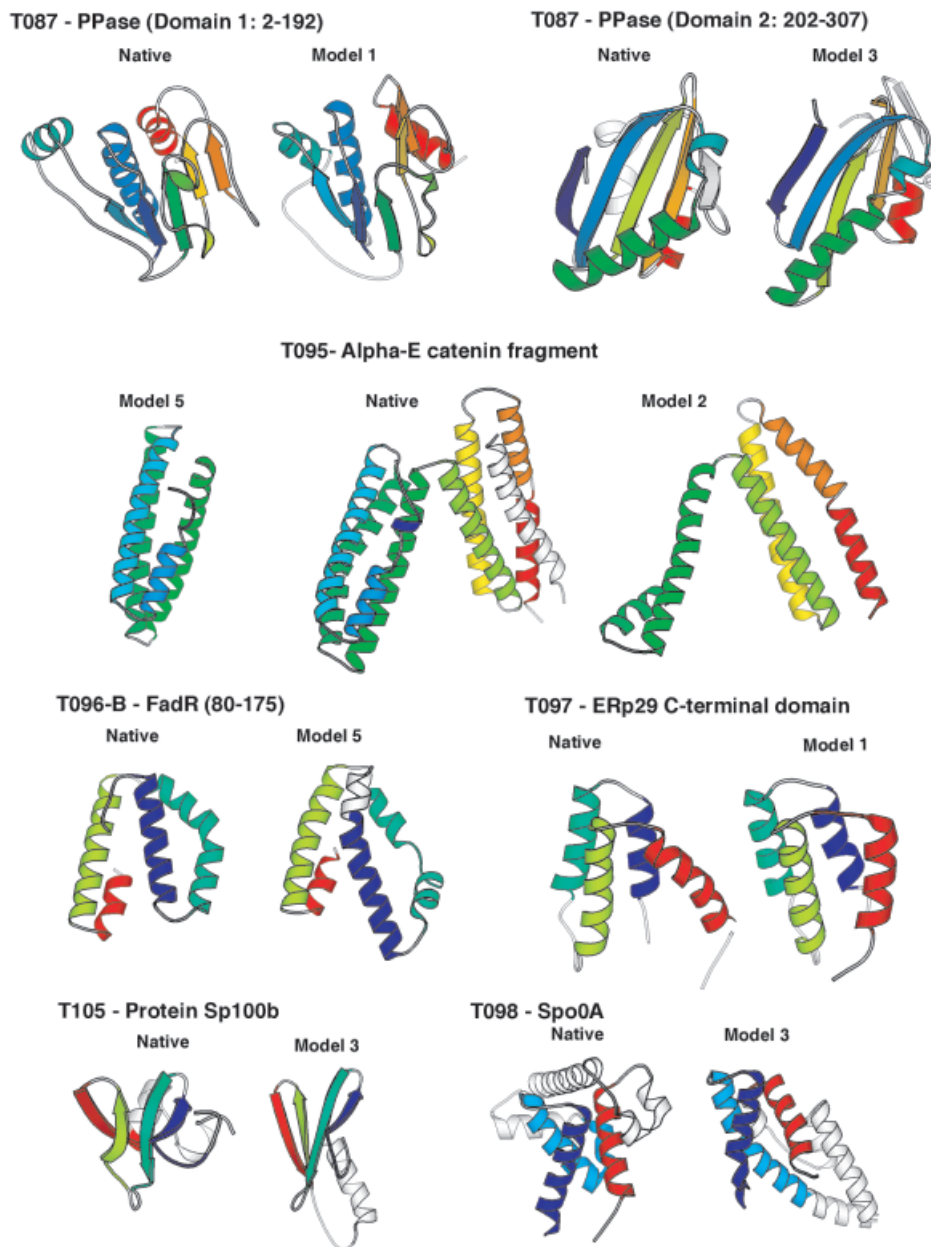 T087 - PPase (Domain 1: 2-192)
Native
Model 1
T087 - PPase (Domain 2: 202-307)
Native
Model 3
T095- Alpha-E catenin fragment
Model 5
Native
Model 2
T096-B - FadR (80-175)
Native
Model 5
T097 - ERp29 C-terminal domain
Native
Model 1
T105 - Protein Sp100b
Native
Model 3
T098 - Spo0A
Native
Model 3